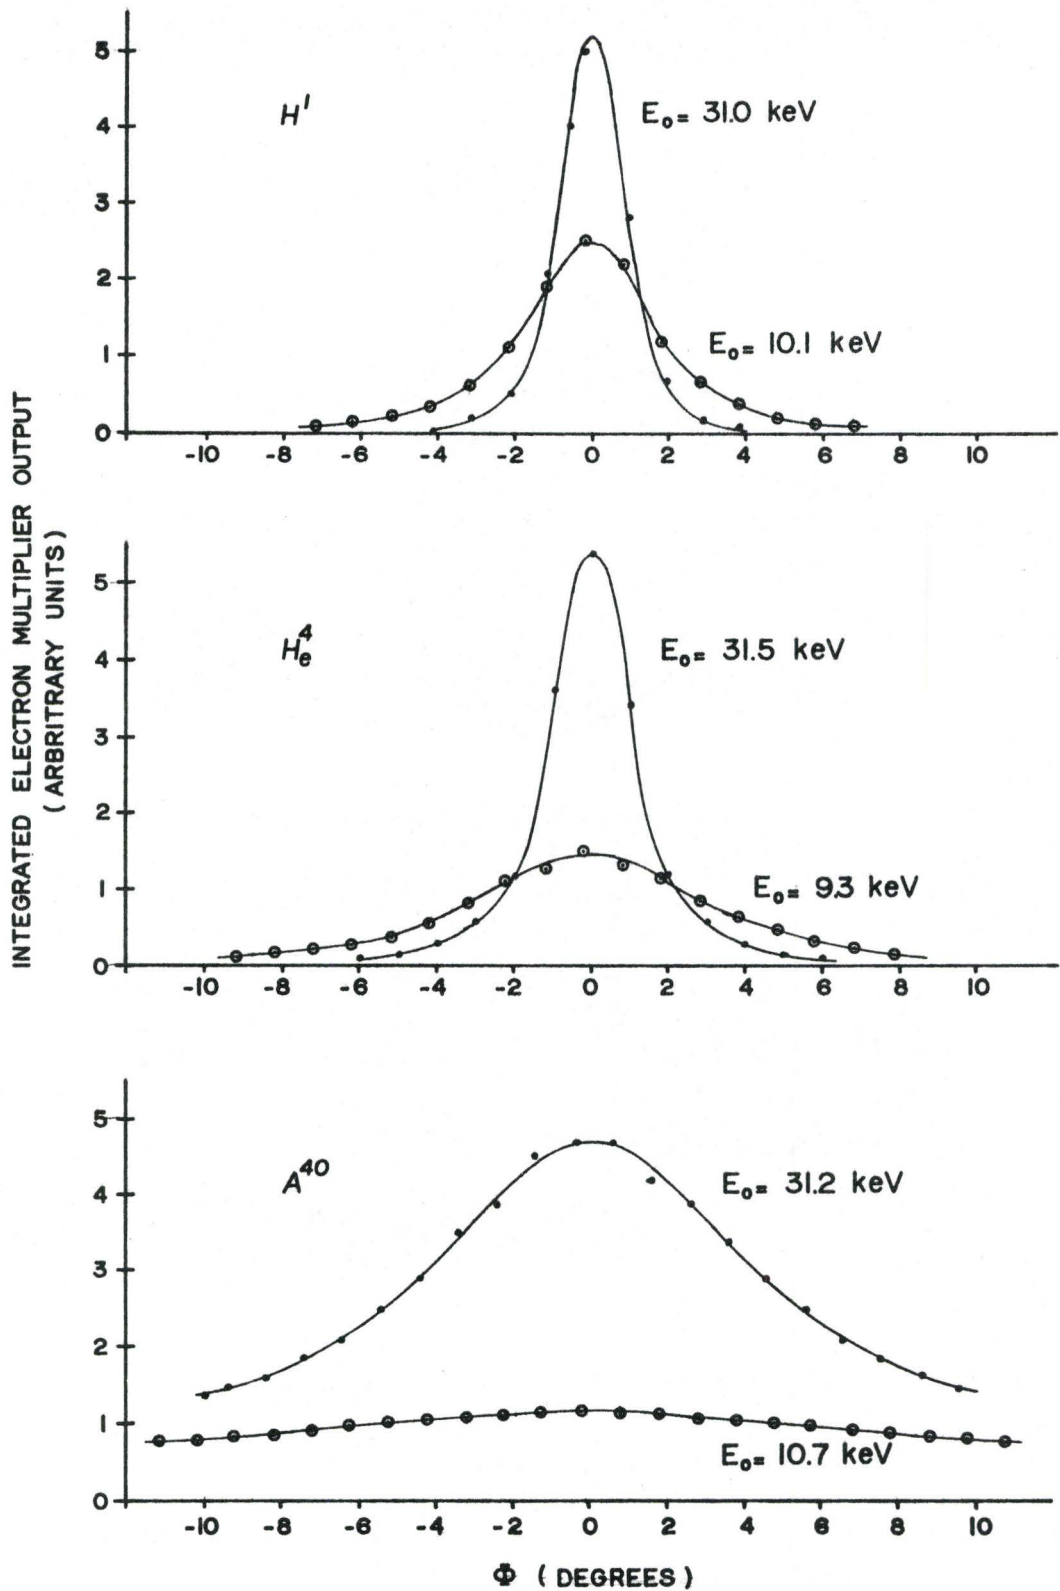 INTEGRATED ELECTRON MULTIPLIER OUTPUT
(ARBRITRARY UNITS)
5
4
3
2
1
0
H¹
E₀= 31.0 keV
E₀= 10.1 keV
-10 -8 -6 -4 -2 0 2 4 6 8 10
5
4
3
2
1
0
H⁴ₑ
E₀= 31.5 keV
E₀= 9.3 keV
-10 -8 -6 -4 -2 0 2 4 6 8 10
5
4
3
2
1
0
A⁴⁰
E₀= 31.2 keV
E₀= 10.7 keV
-10 -8 -6 -4 -2 0 2 4 6 8 10
Φ (DEGREES)